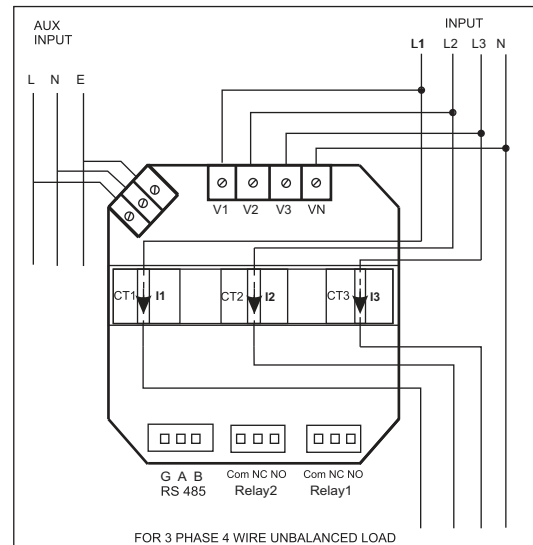 AUX
INPUT
INPUT
L1 L2 L3 N
L N E
V1 V2 V3 VN
CT1 I1 CT2 I2 CT3 I3
G A B
RS 485
Com NC NO
Relay2
Com NC NO
Relay1
FOR 3 PHASE 4 WIRE UNBALANCED LOAD